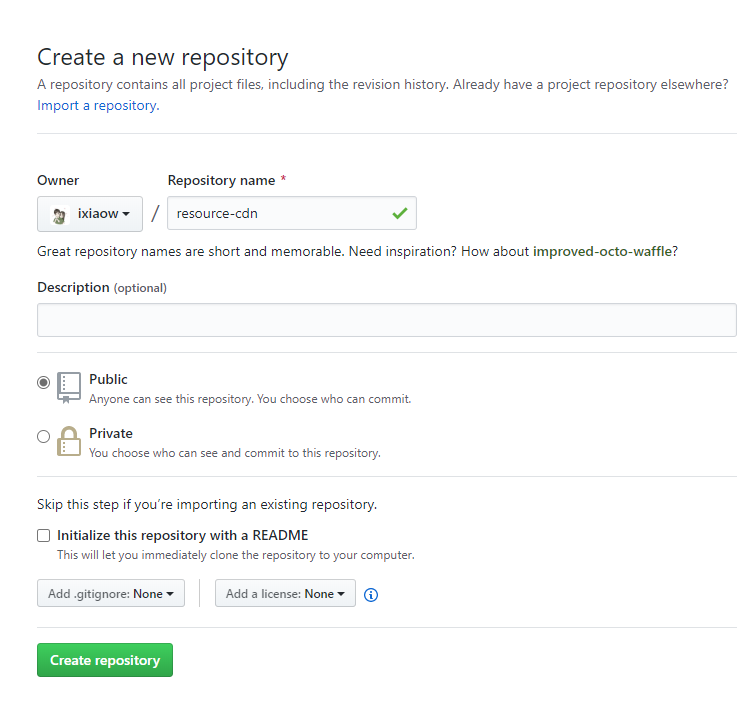 Create a new repository
A repository contains all project files, including the revision history. Already have a project repository elsewhere?
Import a repository.
Owner
Repository name *
ixiaow
/
resource-cdn
Great repository names are short and memorable. Need inspiration? How about improved-octo-waffle?
Description (optional)
Public
Anyone can see this repository. You choose who can commit.
Private
You choose who can see and commit to this repository.
Skip this step if you’re importing an existing repository.
Initialize this repository with a README
This will let you immediately clone the repository to your computer.
Add .gitignore: None
Add a license: None
Create repository